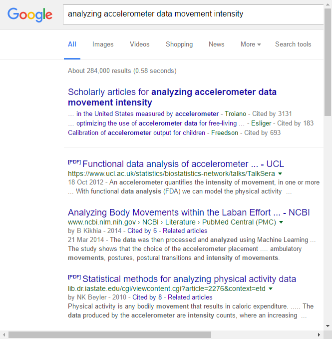 Google
analyzing accelerometer data movement intensity
All Images Videos Shopping News More Search tools
About 284,000 results (0.58 seconds)
Scholarly articles for analyzing accelerometer data
movement intensity
... in the United States measured by accelerometer - Troiano - Cited by 3131
... optimizing the use of accelerometer data for free-living ... - Esliger - Cited by 183
Calibration of accelerometer output for children - Freedson - Cited by 693
[PDF] Functional data analysis of accelerometer ... - UCL
https://www.ucl.ac.uk/statistics/biostatistics-network/talks/TalkSera
18 Oct 2012 - An accelerometer quantifies the intensity of movement, in one or more
... With functional data analysis (FDA) we can model the physical activity ...
Analyzing Body Movements within the Laban Effort ... - NCBI
www.ncbi.nlm.nih.gov › NCBI › Literature › PubMed Central (PMC)
by B Kikhia - 2014 - Cited by 6 - Related articles
21 Mar 2014 - The data was then processed and analyzed using Machine Learning ...
The study shows that the choice of the accelerometer placement ... ambulatory
movements, postures, postural transitions and intensity of movements.
[PDF] Statistical methods for analyzing physical activity data
lib.dr.iastate.edu/cgi/viewcontent.cgi?article=2276&context=etd
by NK Beyler - 2010 - Cited by 8 - Related articles
Physical activity is any bodily movement that results in caloric expenditure. ..... The
data produced by the accelerometer are intensity counts, where an increasing ...